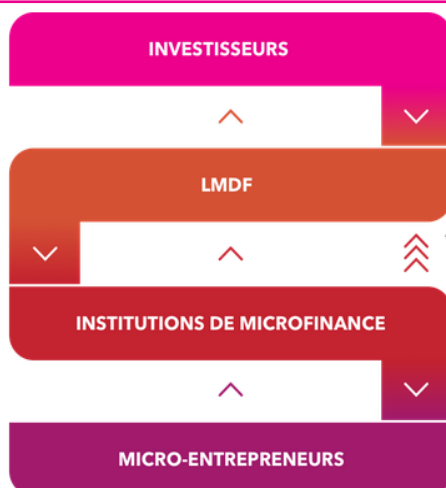 INVESTISSEURS
LMDF
INSTITUTIONS DE MICROFINANCE
MICRO-ENTREPRENEURS